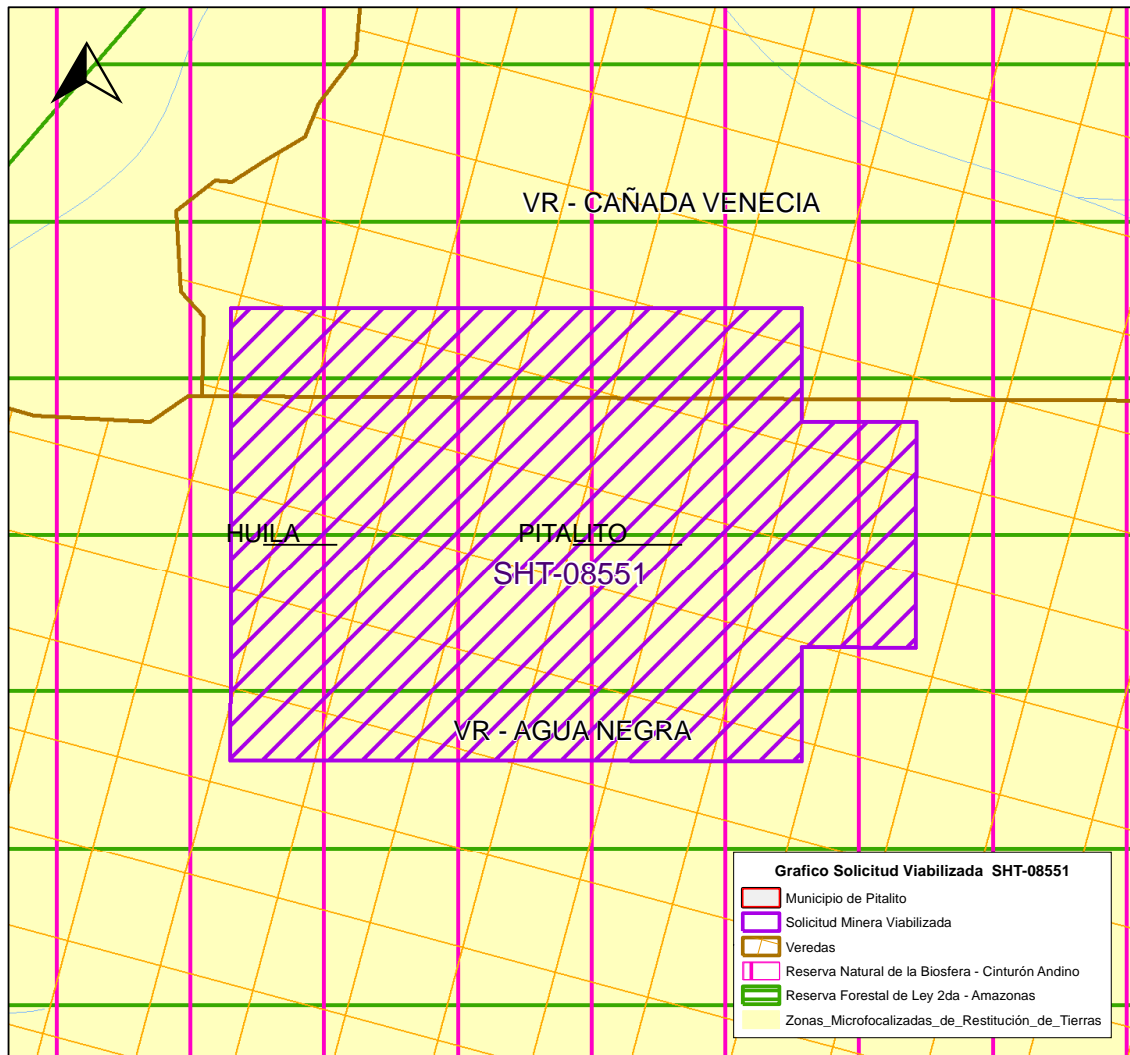 VR - CAÑADA VENECIA
HUILA
PITALITO
SHT-08551
VR - AGUA NEGRA
Grafico Solicitud Viabilizada SHT-08551
Municipio de Pitalito
Solicitud Minera Viabilizada
Veredas
Reserva Natural de la Biosfera - Cinturón Andino
Reserva Forestal de Ley 2da - Amazonas
Zonas_Microfocalizadas_de_Restitución_de_Tierras